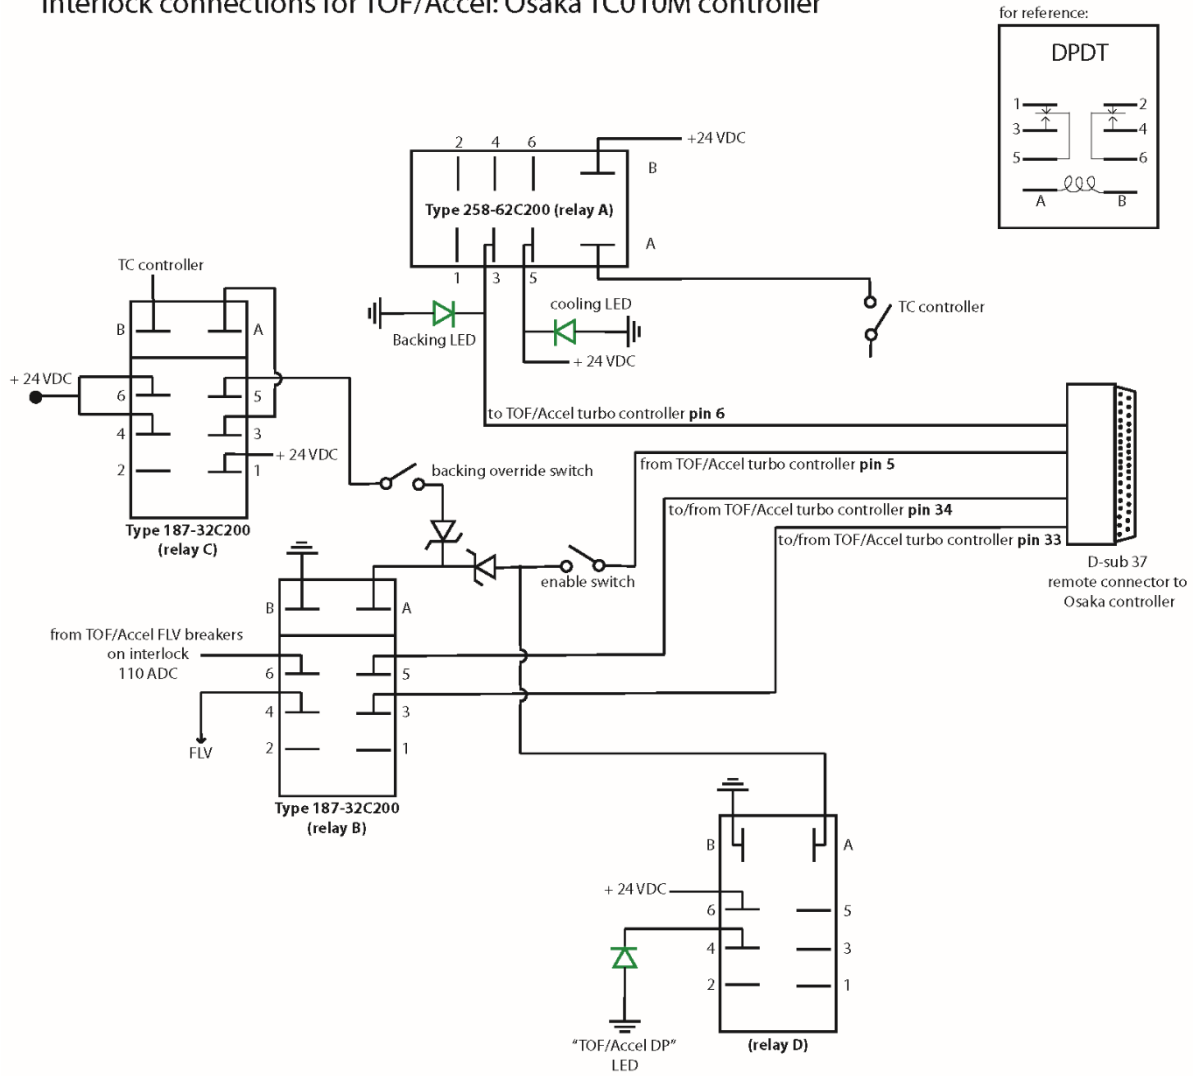 Interlock connections for TOF/Accel: Osaka TC010M controller
for reference:
DPDT
1 2
3 4
5 6
A B
2 4 6
+24 VDC
B
Type 258-62C200 (relay A)
A
1 3 5
TC controller
cooling LED
TC controller
Backing LED
+ 24 VDC
B A
+ 24 VDC
6 5
4 3
+ 24 VDC
2 1
Type 187-32C200
(relay C)
to TOF/Accel turbo controller pin 6
backing override switch
from TOF/Accel turbo controller pin 5
to/from TOF/Accel turbo controller pin 34
to/from TOF/Accel turbo controller pin 33
enable switch
D-sub 37
remote connector to
Osaka controller
B A
from TOF/Accel FLV breakers
on interlock
110 ADC
6 5
4 3
FLV
2 1
Type 187-32C200
(relay B)
B A
+ 24 VDC
6 5
4 3
2 1
"TOF/Accel DP"
LED
(relay D)